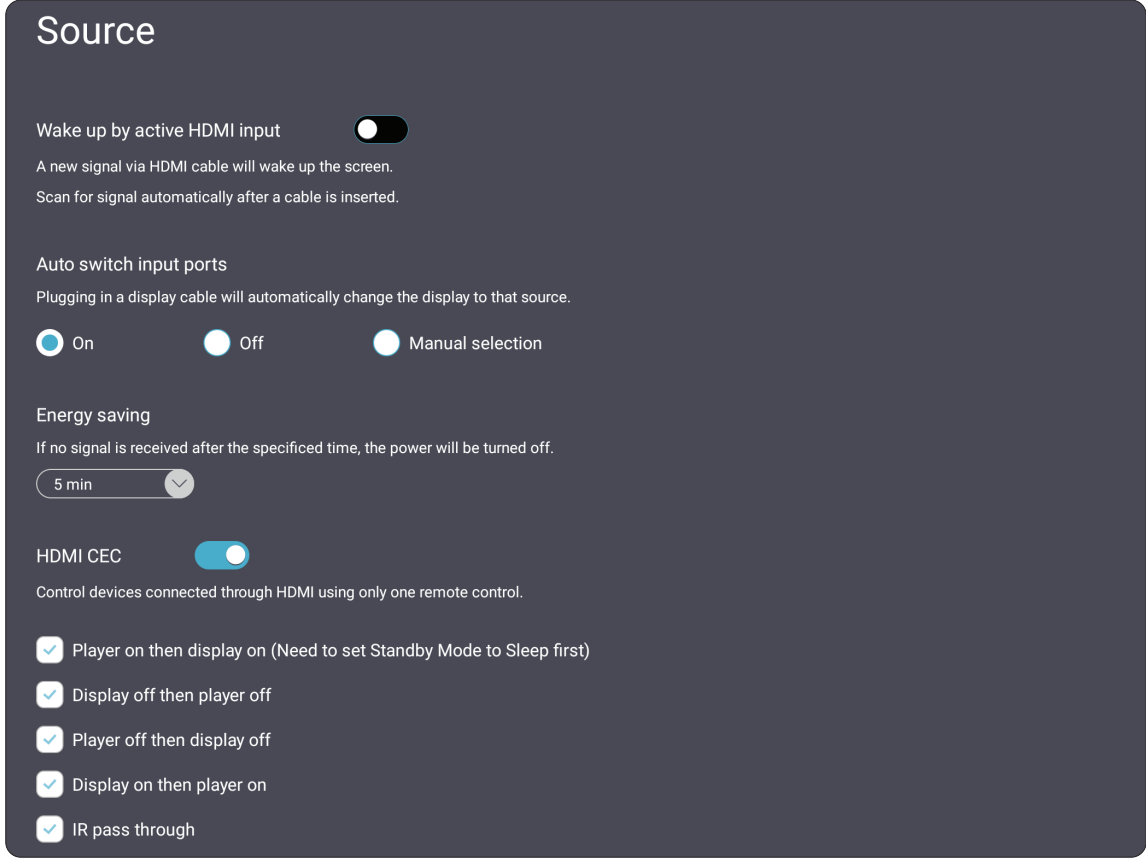 Source
Wake up by active HDMI input
A new signal via HDMI cable will wake up the screen.
Scan for signal automatically after a cable is inserted.
Auto switch input ports
Plugging in a display cable will automatically change the display to that source.
On Off Manual selection
Energy saving
If no signal is received after the specificed time, the power will be turned off.
5 min
HDMI CEC
Control devices connected through HDMI using only one remote control.
Player on then display on (Need to set Standby Mode to Sleep first)
Display off then player off
Player off then display off
Display on then player on
IR pass through